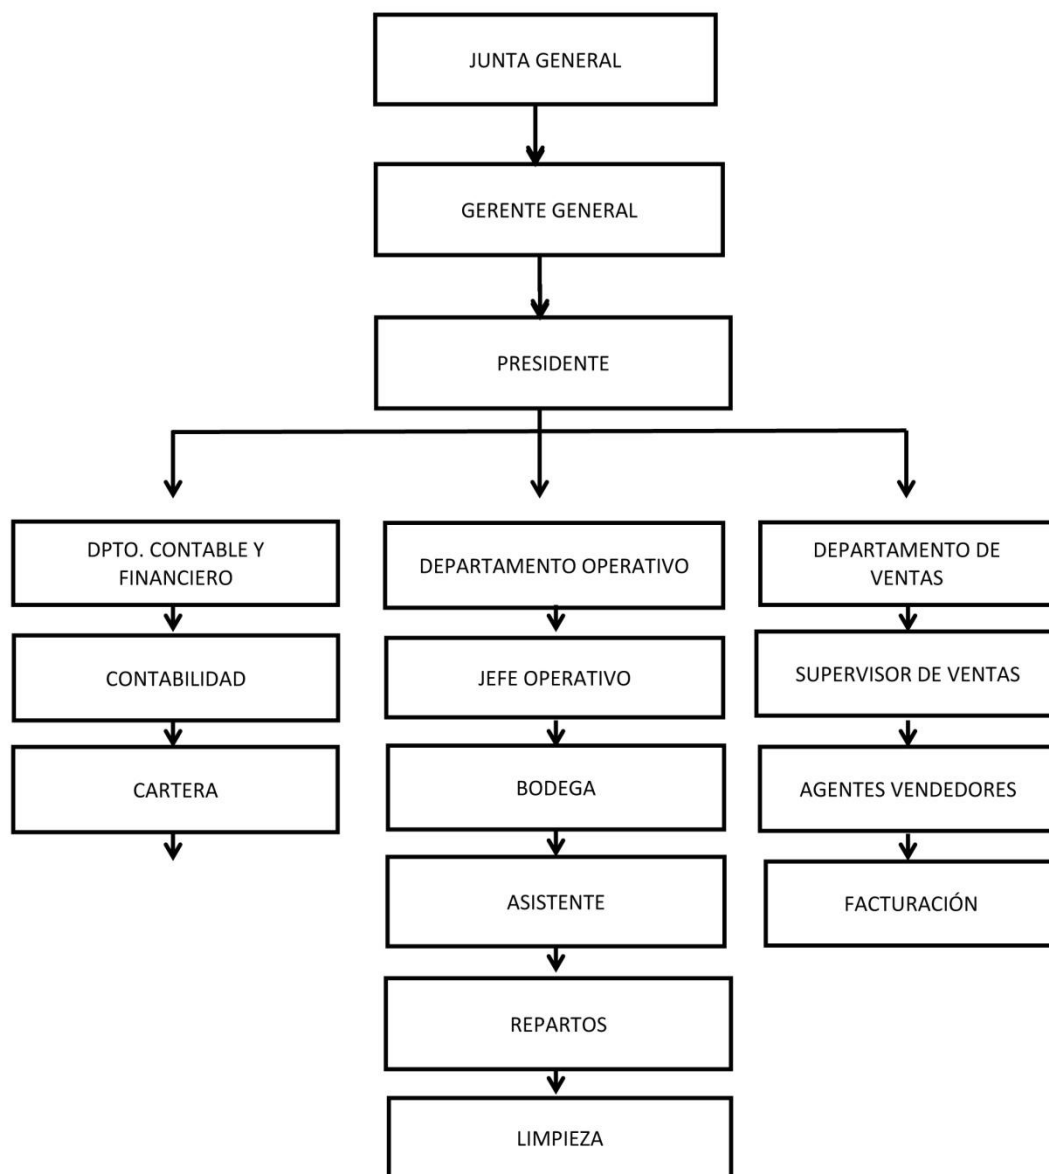 JUNTA GENERAL
GERENTE GENERAL
PRESIDENTE
DPTO. CONTABLE Y
FINANCIERO
CONTABILIDAD
CARTERA
DEPARTAMENTO OPERATIVO
JEFE OPERATIVO
BODEGA
ASISTENTE
REPARTOS
LIMPIEZA
DEPARTAMENTO DE
VENTAS
SUPERVISOR DE VENTAS
AGENTES VENDEDORES
FACTURACIÓN